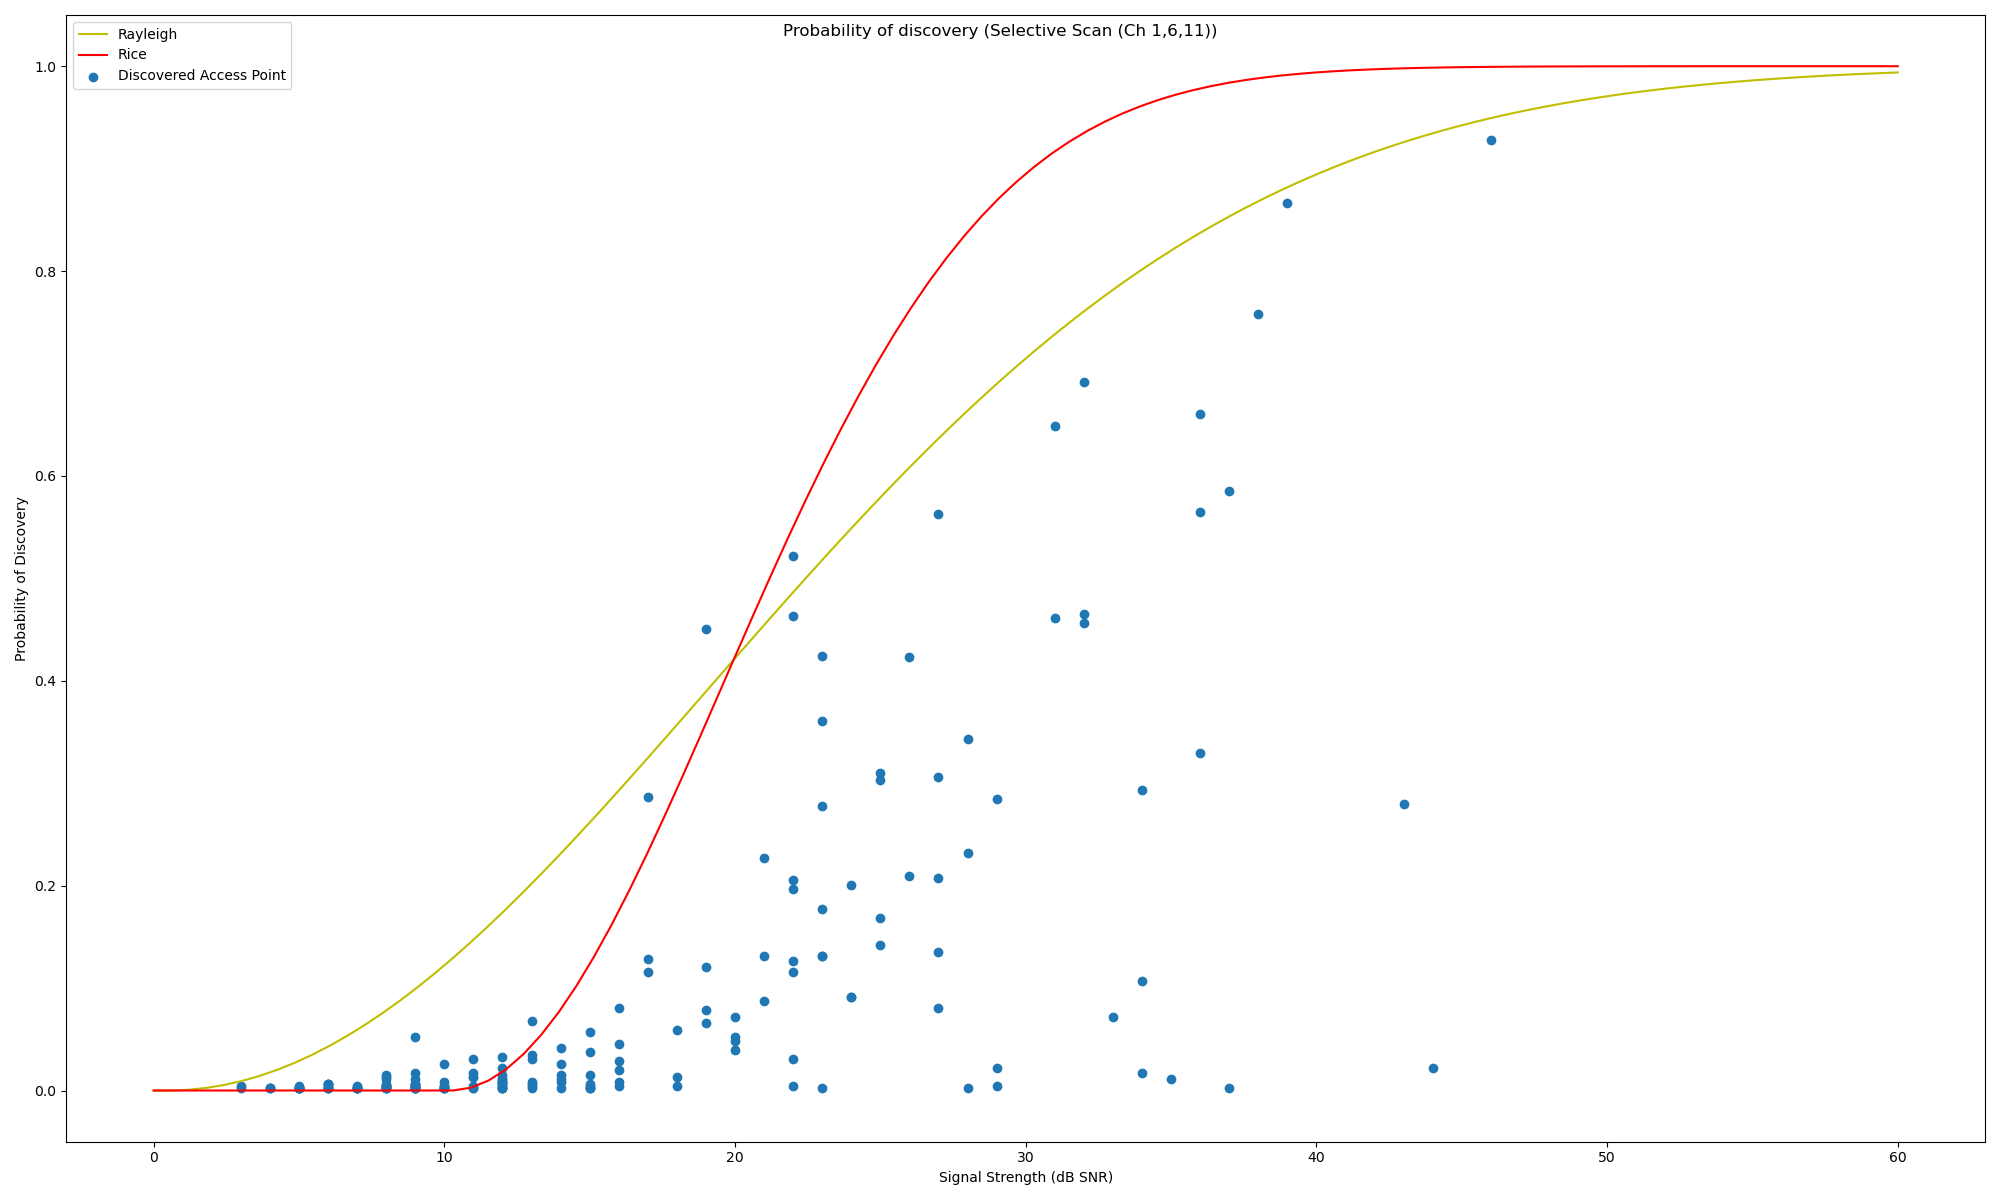 Probability of discovery (Selective Scan (Ch 1,6,11))
Rayleigh
Rice
Discovered Access Point
1.0
0.8
0.6
0.4
0.2
0.0
Probability of Discovery
0 10 20 30 40 50 60
Signal Strength (dB SNR)